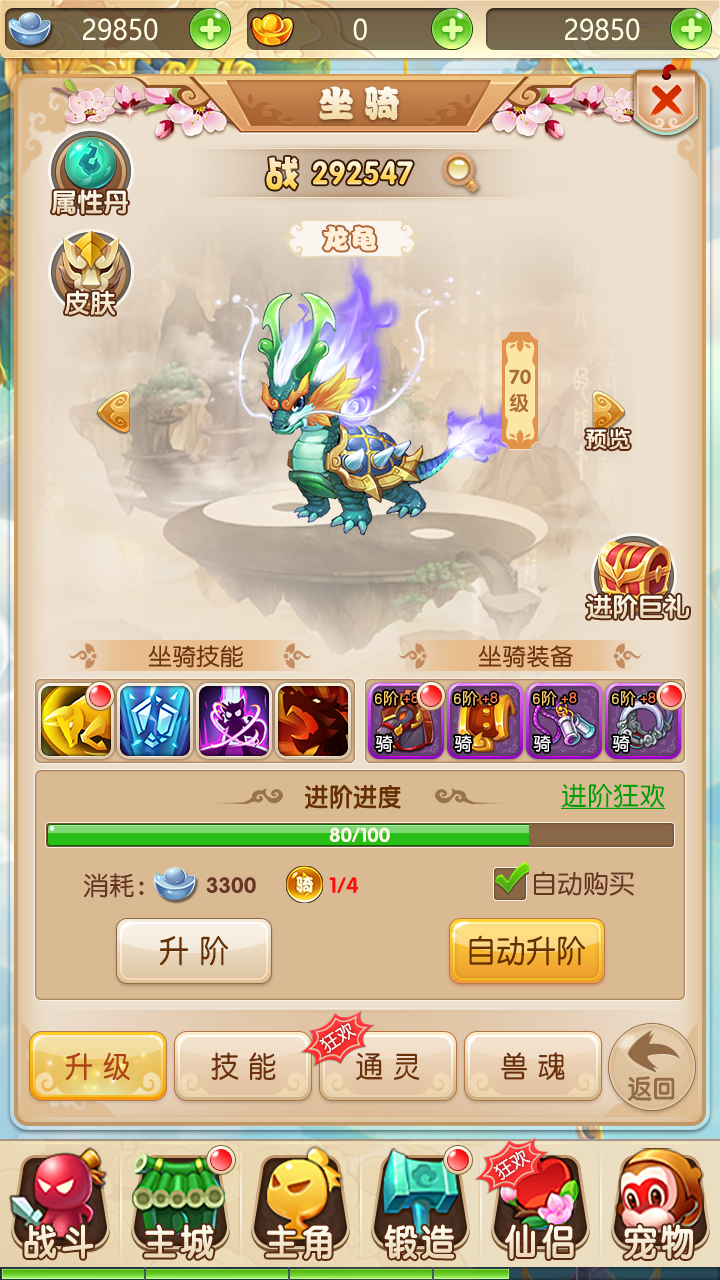 29850
0
29850
坐骑
属性丹
战 292547
皮肤
龙龟
70级
预览
进阶巨礼
坐骑技能
坐骑装备
6阶+8
骑
6阶+8
骑
6阶+8
骑
6阶+8
骑
进阶进度
进阶狂欢
80/100
消耗:
3300
骑
1/4
自动购买
升阶
自动升阶
升级
技能
狂欢
通灵
兽魂
返回
战斗
主城
主角
锻造
狂欢
仙侣
宠物